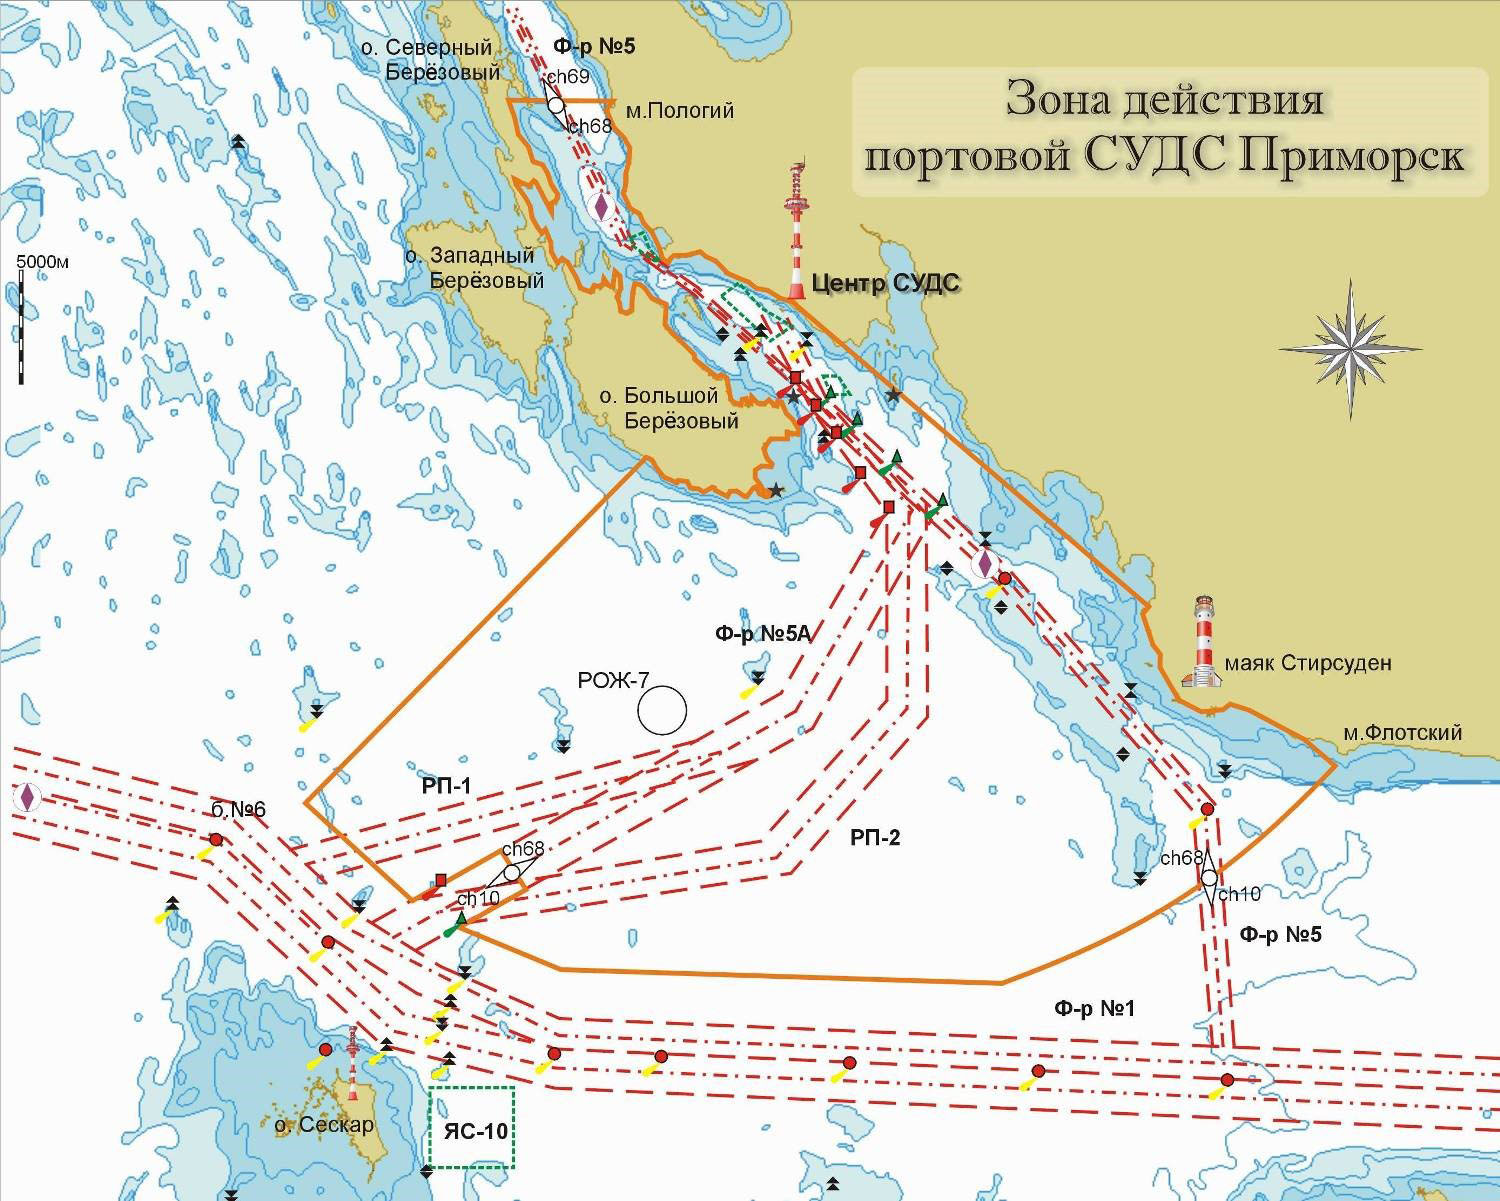 о. Северный
Берёзовый
Ф-р №5
ch69
ch68
м.Пологий
Зона действия
портовой СУДС Приморск
5000м
о. Западный
Берёзовый
Центр СУДС
о. Большой
Берёзовый
Ф-р №5А
РОЖ-7
маяк Стирсуден
м.Флотский
РП-1
б.№6
РП-2
ch68
ch10
ch68
ch10
Ф-р №5
Ф-р №1
о. Сескар
ЯС-10